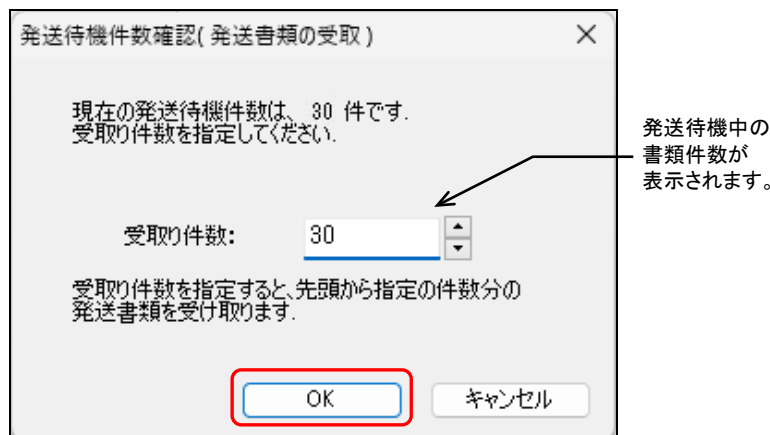 発送待機件数確認( 発送書類の受取 )
現在の発送待機件数は、 30 件です.
受取り件数を指定してください.
発送待機中の
書類件数が
表示されます。
受取り件数:
30
受取り件数を指定すると、先頭から指定の件数分の
発送書類を受け取ります.
OK
キャンセル